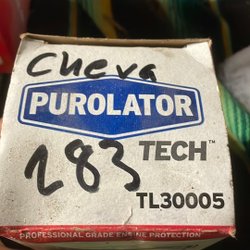 Cheva
PUROLATOR
TECH™
283
TL30005
PROFESSIONAL GRADE ENGINE PROTECTION